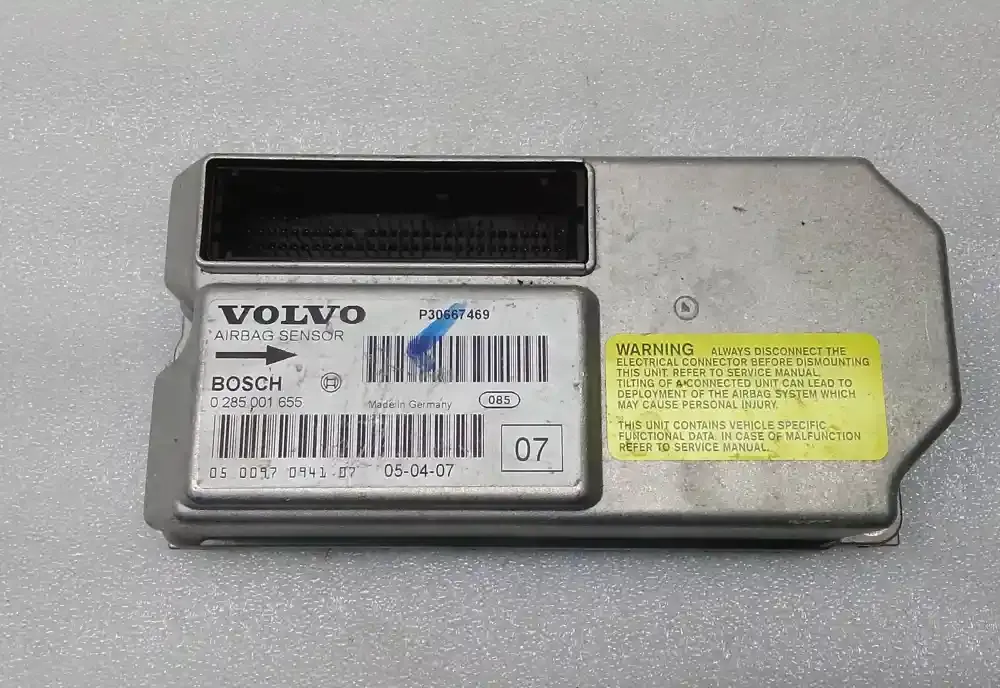 VOLVO
P30667469
AIRBAG SENSOR
BOSCH
0 285 001 655
Made in Germany
085
05 0097 0941 07
05-04-07
07
WARNING ALWAYS DISCONNECT THE
ELECTRICAL CONNECTOR BEFORE DISMOUNTING
THIS UNIT. REFER TO SERVICE MANUAL.
TILTING OF A CONNECTED UNIT CAN LEAD TO
DEPLOYMENT OF THE AIRBAG SYSTEM WHICH
MAY CAUSE PERSONAL INJURY.
THIS UNIT CONTAINS VEHICLE SPECIFIC
FUNCTIONAL DATA. IN CASE OF MALFUNCTION
REFER TO SERVICE MANUAL.